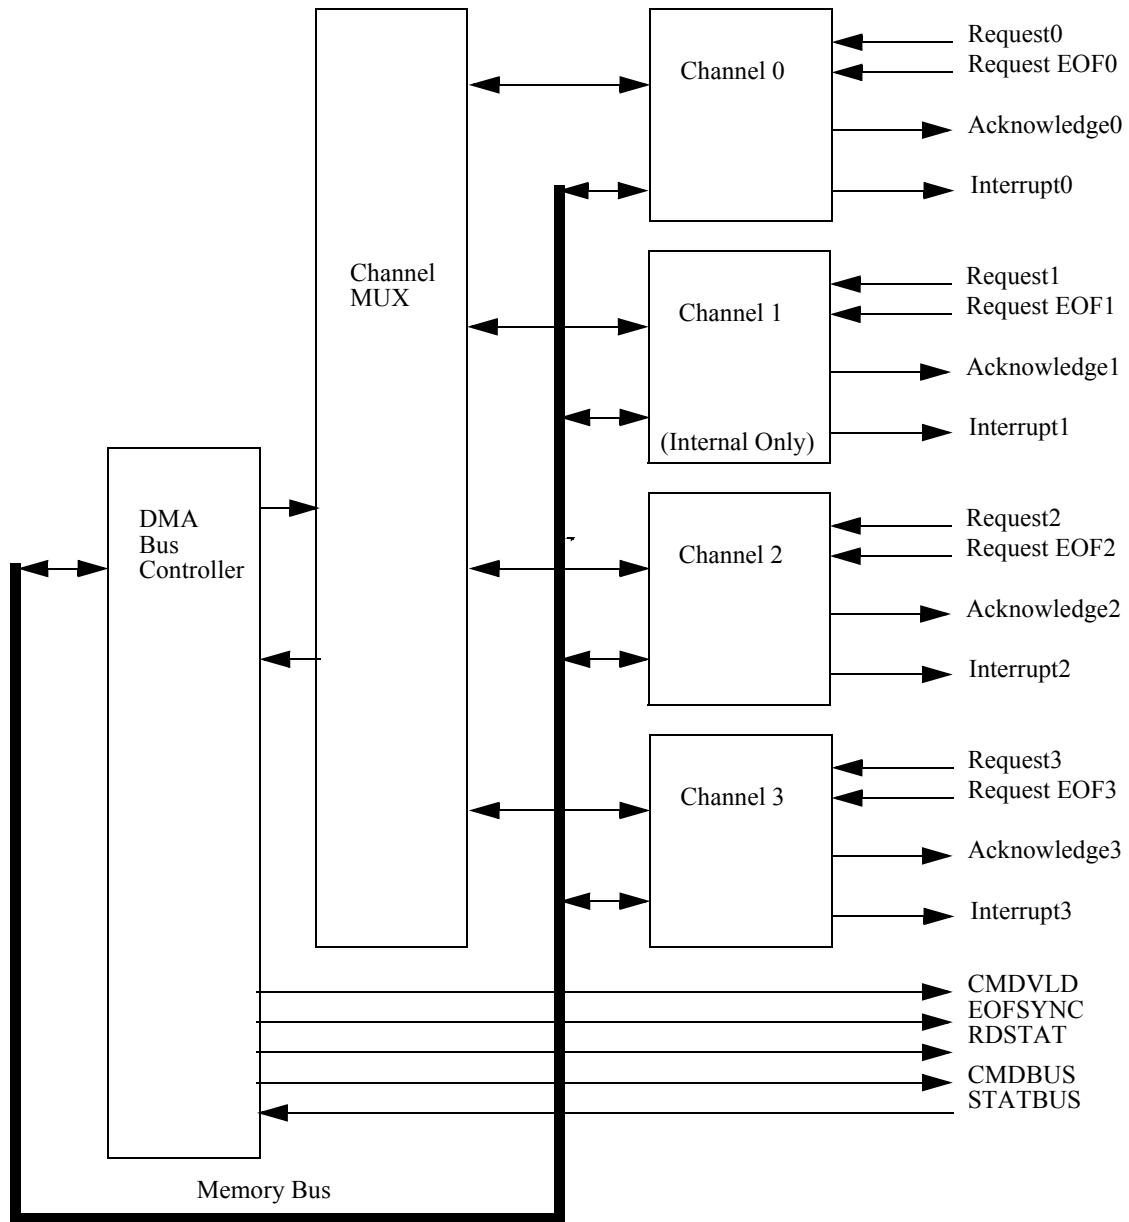 Channel 0
Request0
Request EOF0
Acknowledge0
Interrupt0
Channel
MUX
Channel 1
(Internal Only)
Request1
Request EOF1
Acknowledge1
Interrupt1
DMA
Bus
Controller
Channel 2
Request2
Request EOF2
Acknowledge2
Interrupt2
Channel 3
Request3
Request EOF3
Acknowledge3
Interrupt3
CMDVLD
EOFSYNC
RDSTAT
CMDBUS
STATBUS
Memory Bus